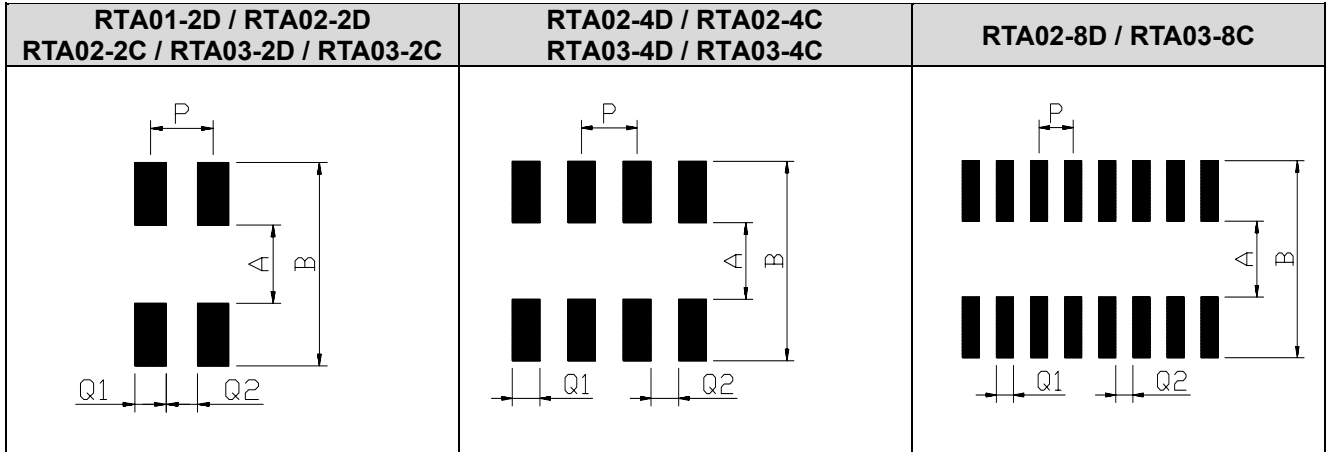 RTA01-2D / RTA02-2D
RTA02-2C / RTA03-2D / RTA03-2C
RTA02-4D / RTA02-4C
RTA03-4D / RTA03-4C
RTA02-8D / RTA03-8C
P
A
B
Q1
Q2
P
A
B
Q1
Q2
P
A
B
Q1
Q2